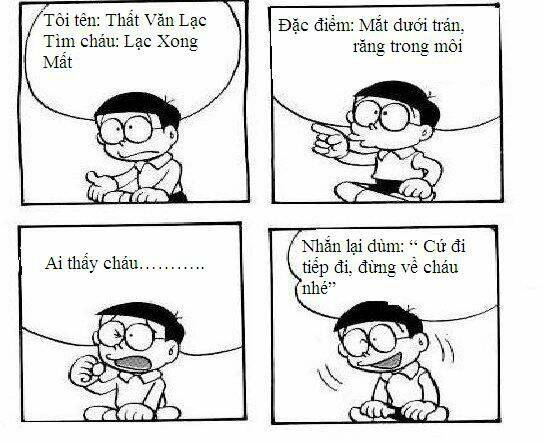 Tôi tên: Thất Văn Lạc
Tìm cháu: Lạc Xong
Mất
Đặc điểm: Mắt dưới trán,
răng trong môi
Ai thấy cháu………..
Nhắn lại dùm: “ Cứ đi
tiếp đi, đừng về cháu
nhé”